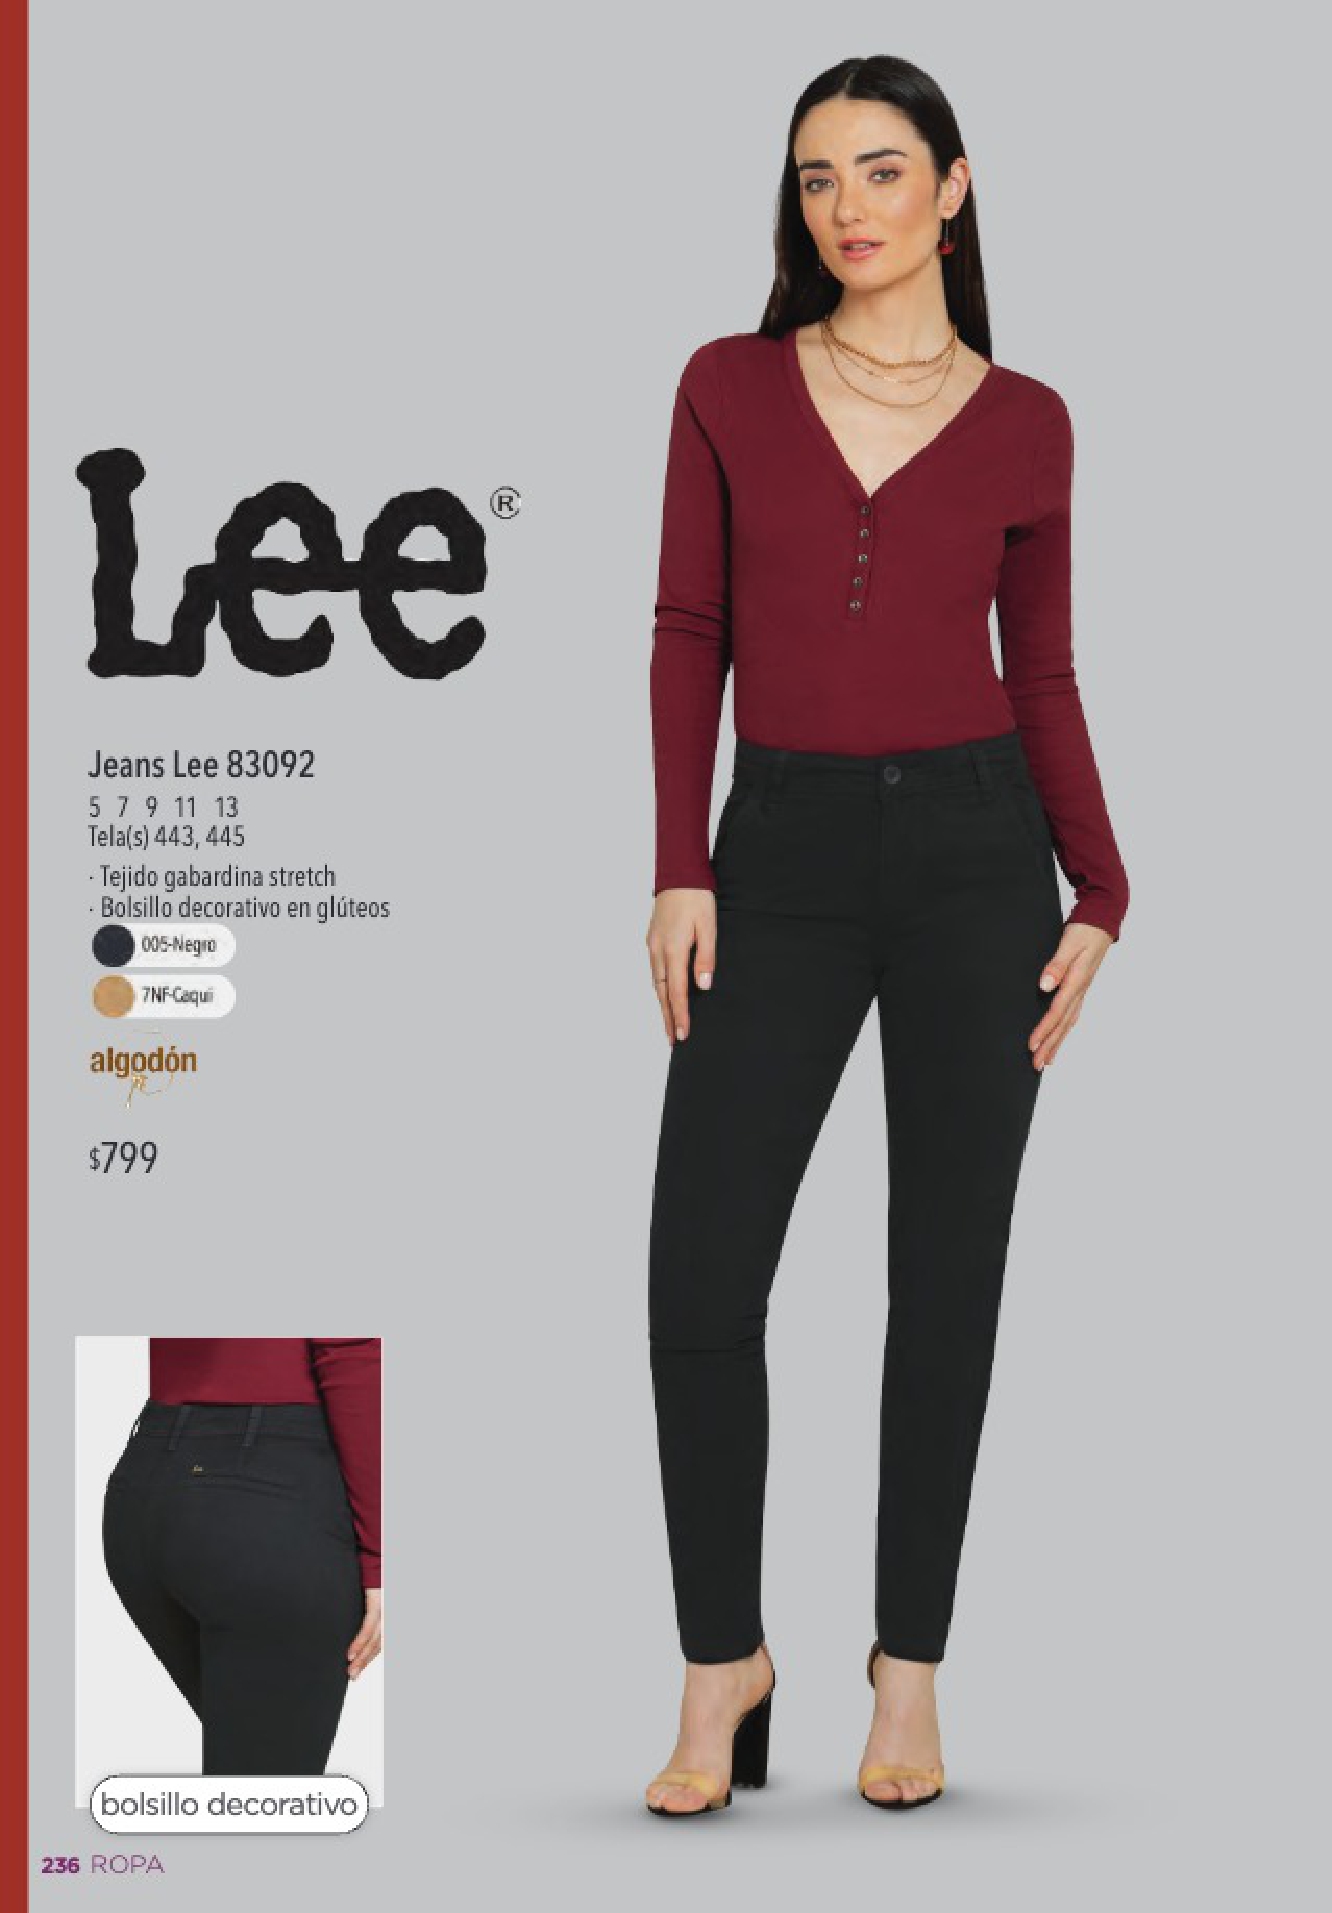 Lee®
Jeans Lee 83092
5 7 9 11 13
Tela(s) 443, 445
· Tejido gabardina stretch
· Bolsillo decorativo en glúteos
005-Negro
7NF-Caqui
algodón
$799
bolsillo decorativo
236 ROPA